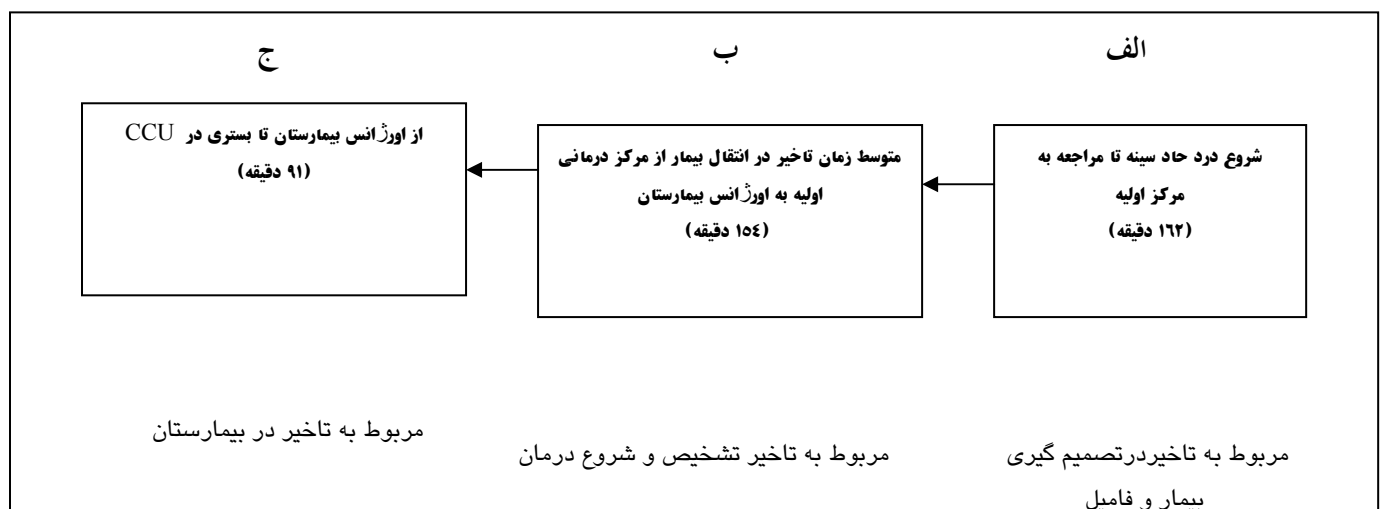 الف
ب
ج
شروع درد حاد سینه تا مراجعه به
مرکز اولیه
(۱٦۲ دقیقه)
متوسط زمان تاخیر در انتقال بیمار از مرکز درمانی
اولیه به اورژانس بیمارستان
(۱٥٤ دقیقه)
از اورژانس بیمارستان تا بستری در CCU
(۹۱ دقیقه)
مربوط به تاخیردرتصمیم گیری
بیمار و فامیل
مربوط به تاخیر تشخیص و شروع درمان
مربوط به تاخیر در بیمارستان